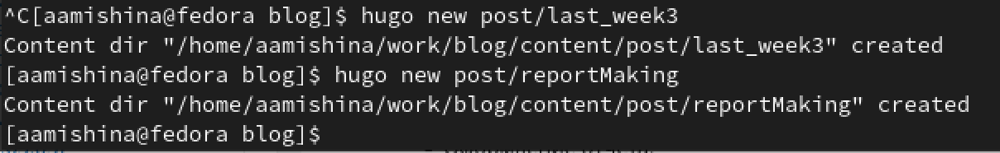 ^C[aamishina@fedora blog]$ hugo new post/last_week3
Content dir "/home/aamishina/work/blog/content/post/last_week3" created
[aamishina@fedora blog]$ hugo new post/reportMaking
Content dir "/home/aamishina/work/blog/content/post/reportMaking" created
[aamishina@fedora blog]$